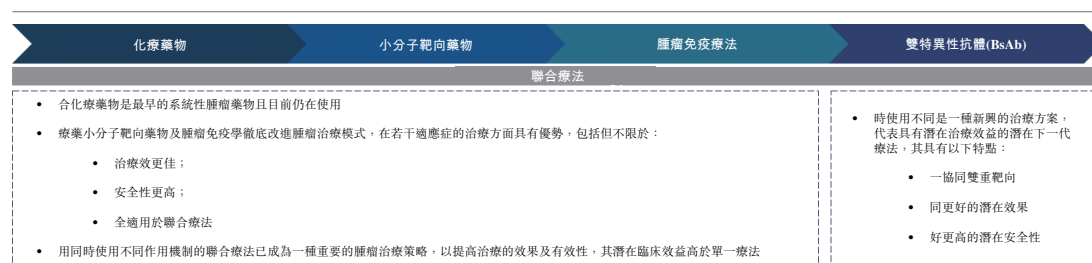 化療藥物
小分子靶向藥物
腫瘤免疫療法
雙特異性抗體(BsAb)
聯合療法
• 合化療藥物是最早的系統性腫瘤藥物且目前仍在使用
• 療藥小分子靶向藥物及腫瘤免疫學徹底改進腫瘤治療模式，在若干適應症的治療方面具有優勢，包括但不限於：
• 治療效更佳；
• 安全性更高；
• 全適用於聯合療法
• 用同時使用不同作用機制的聯合療法已成為一種重要的腫瘤治療策略，以提高治療的效果及有效性，其潛在臨床效益高於單一療法
• 時使用不同是一種新興的治療方案，
代表具有潛在治療效益的潛在下一代
療法，其具有以下特點：
• 一協同雙重靶向
• 同更好的潛在效果
• 好更高的潛在安全性